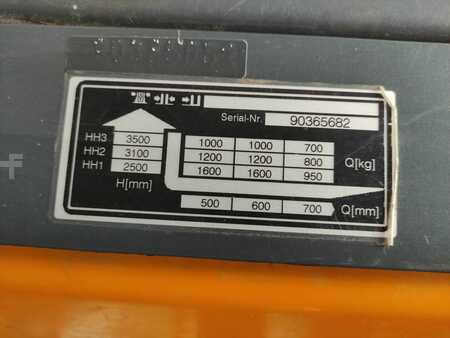 Serial-Nr. 90365682
HH3 3500 1000 1000 700
HH2 3100 1200 1200 800 Q[kg]
HH1 2500 1600 1600 950
H[mm]
500 600 700 Q[mm]